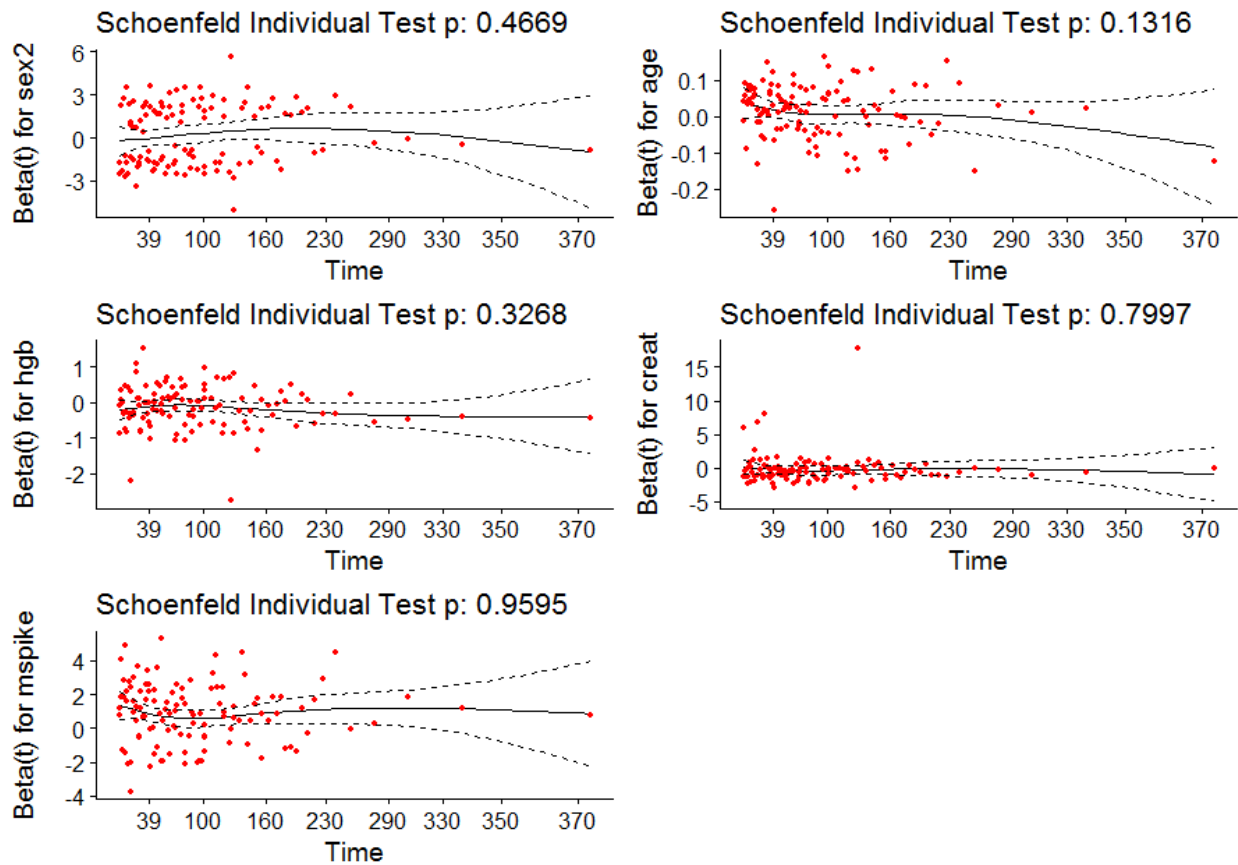 Schoenfeld Individual Test p: 0.4669
Beta(t) for sex2
6
3
0
-3
39 100 160 230 290 330 350 370
Time
Schoenfeld Individual Test p: 0.1316
Beta(t) for age
0.1
0.0
-0.1
-0.2
39 100 160 230 290 330 350 370
Time
Schoenfeld Individual Test p: 0.3268
Beta(t) for hgb
1
0
-1
-2
39 100 160 230 290 330 350 370
Time
Schoenfeld Individual Test p: 0.7997
Beta(t) for creat
15
10
5
0
-5
39 100 160 230 290 330 350 370
Time
Schoenfeld Individual Test p: 0.9595
Beta(t) for mspike
4
2
0
-2
-4
39 100 160 230 290 330 350 370
Time